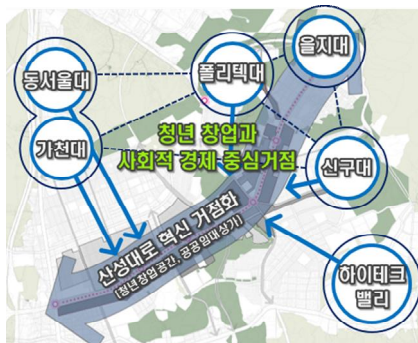 을지대
동서울대
폴리텍대
가천대
청년 창업과
사회적 경제 중심거점
신구대
산성대로 혁신 거점화
(청년창업공간, 공공임대상가)
하이테크
밸리